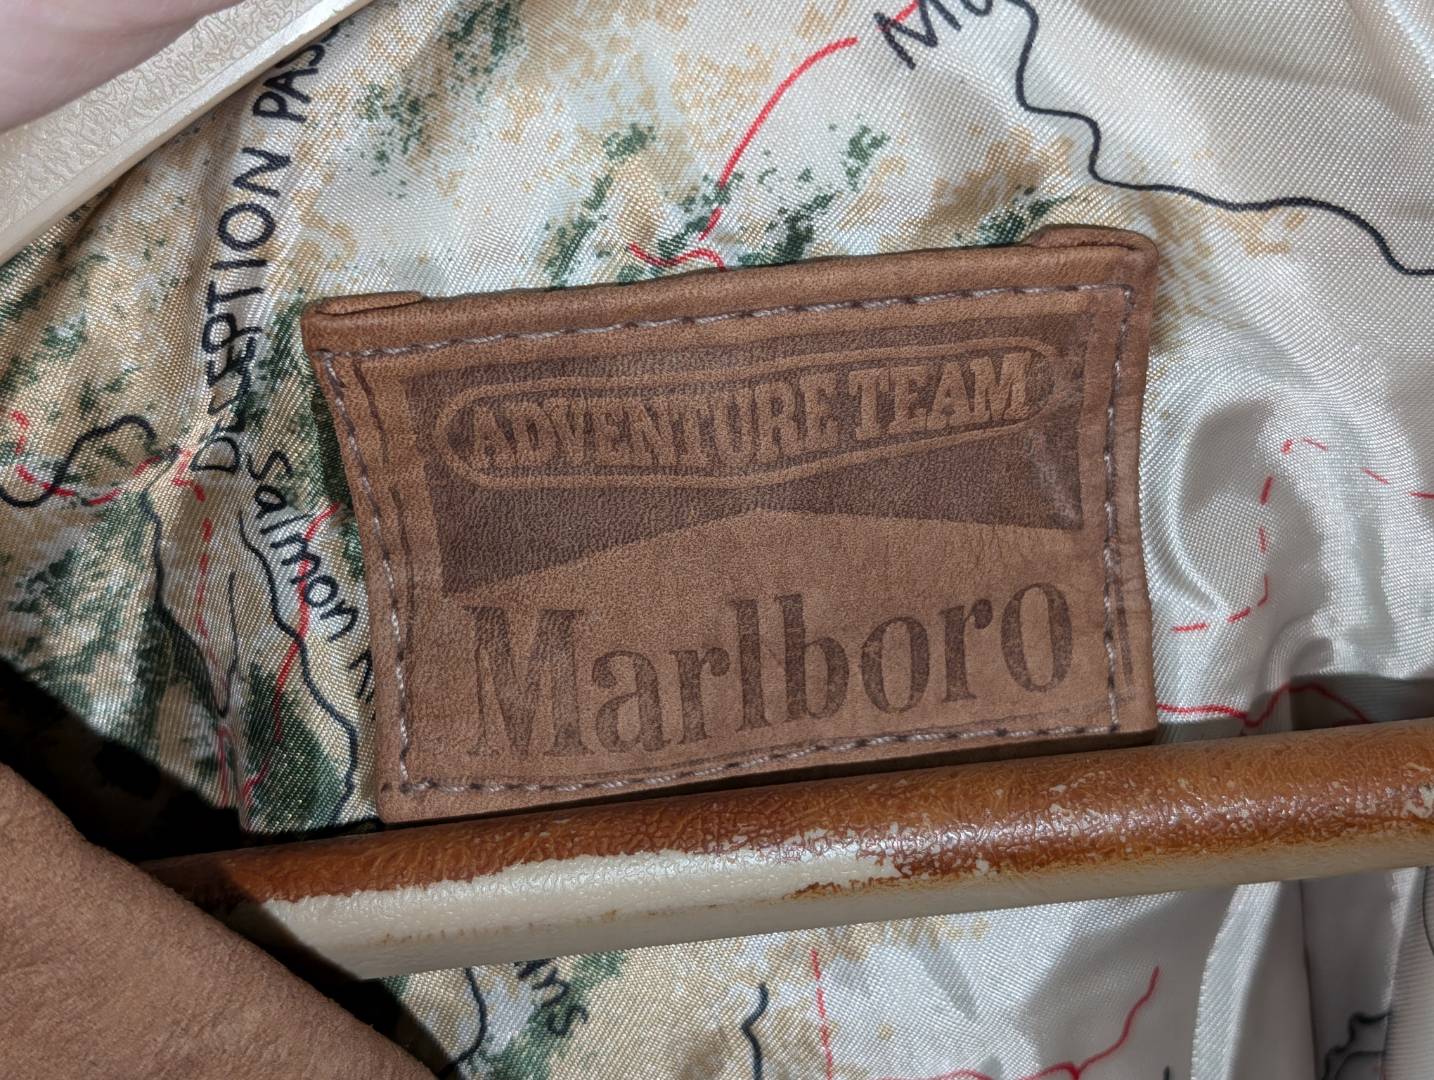 DECEPTION PASS
ADVENTURE TEAM
Salmon
Marlboro